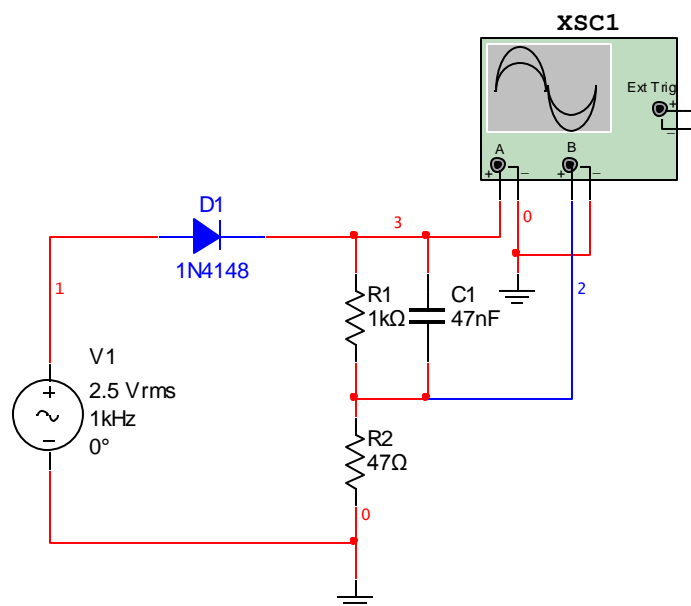 XSC1
Ext Trig
+
−
A
B
+
−
+
−
D1
1N4148
3
0
1
2
R1
1kΩ
C1
47nF
V1
+
2.5 Vrms
1kHz
−
0°
R2
47Ω
0